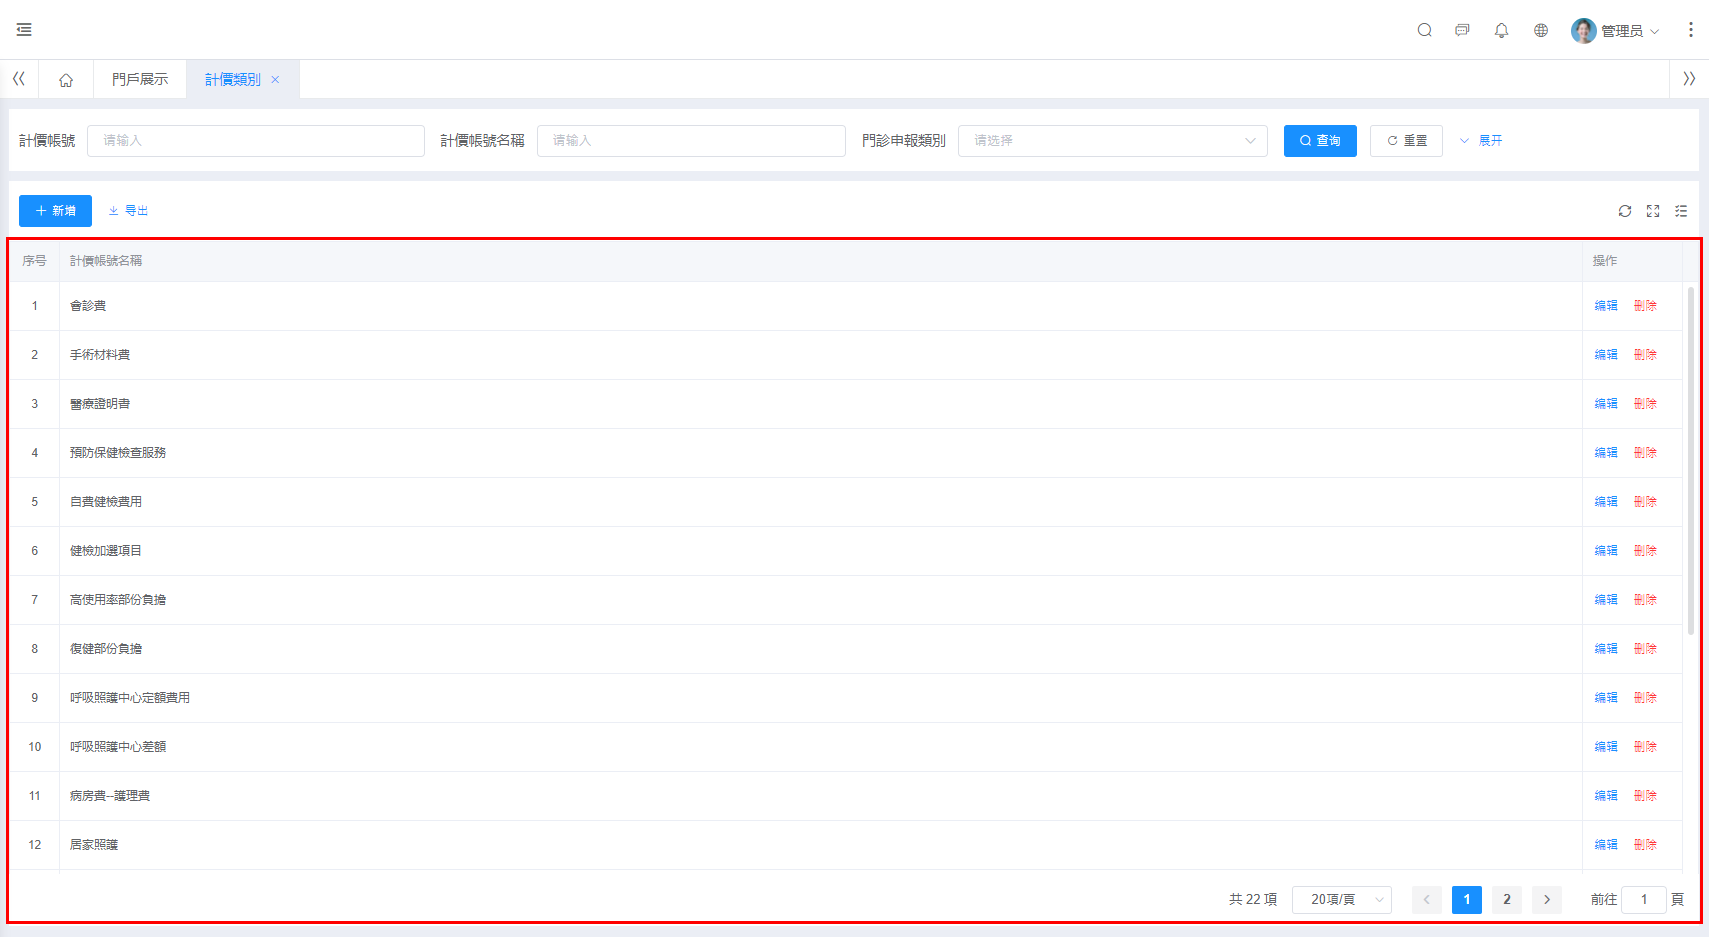 管理员
門戶展示
計價類別
計價帳號 请输入 計價帳號名稱 请输入 門診申報類別 请选择 查询 重置 展开
新增 导出
序号 計價帳號名稱 操作
1 會診費 编辑 删除
2 手術材料費 编辑 删除
3 醫療證明書 编辑 删除
4 預防保健檢查服務 编辑 删除
5 自費健檢費用 编辑 删除
6 健檢加選項目 编辑 删除
7 高使用率部份負擔 编辑 删除
8 復健部份負擔 编辑 删除
9 呼吸照護中心定額費用 编辑 删除
10 呼吸照護中心差額 编辑 删除
11 病房費--護理費 编辑 删除
12 居家照護 编辑 删除
共 22 項 20項/頁 1 2 前往 1 頁